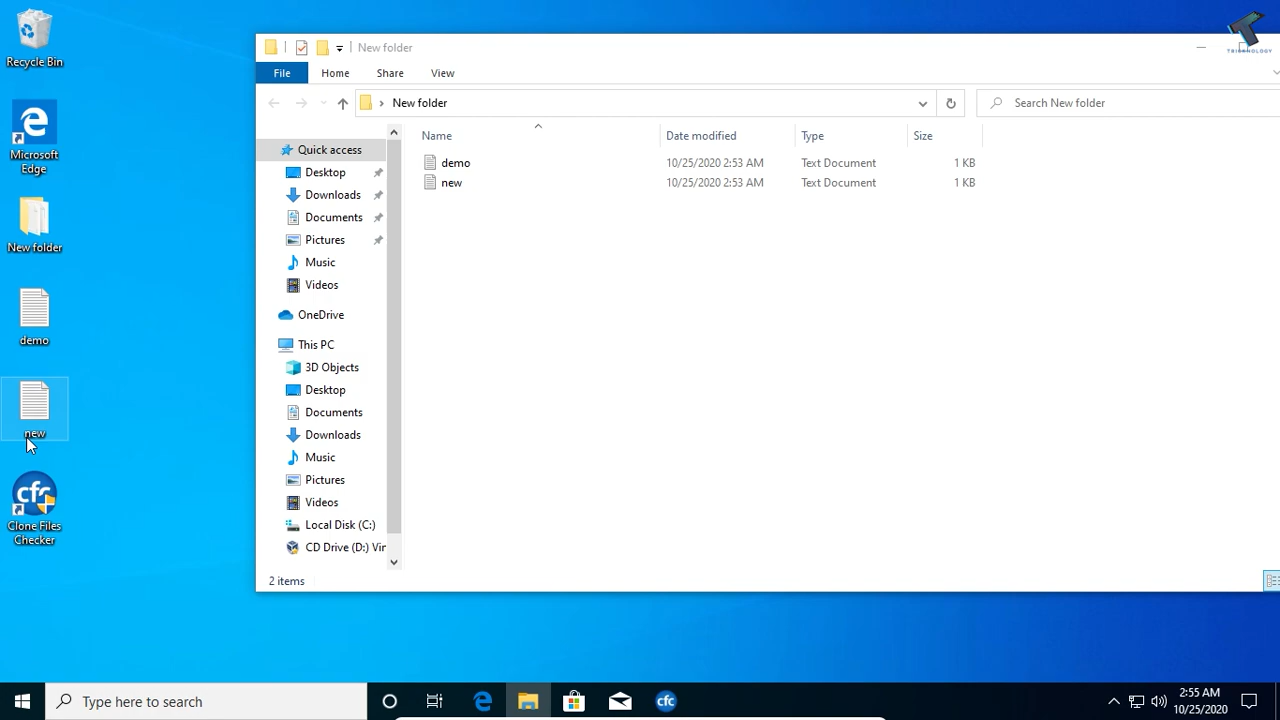 Recycle Bin
Microsoft
Edge
New folder
demo
new
cfc
Clone Files
Checker
New folder
TRICKNOLOGY
File Home Share View
New folder
Search New folder
Name Date modified Type Size
demo 10/25/2020 2:53 AM Text Document 1 KB
new 10/25/2020 2:53 AM Text Document 1 KB
Quick access
Desktop
Downloads
Documents
Pictures
Music
Videos
OneDrive
This PC
3D Objects
Desktop
Documents
Downloads
Music
Pictures
Videos
Local Disk (C:)
CD Drive (D:) Vir
2 items
Type here to search
cfc
2:55 AM
10/25/2020